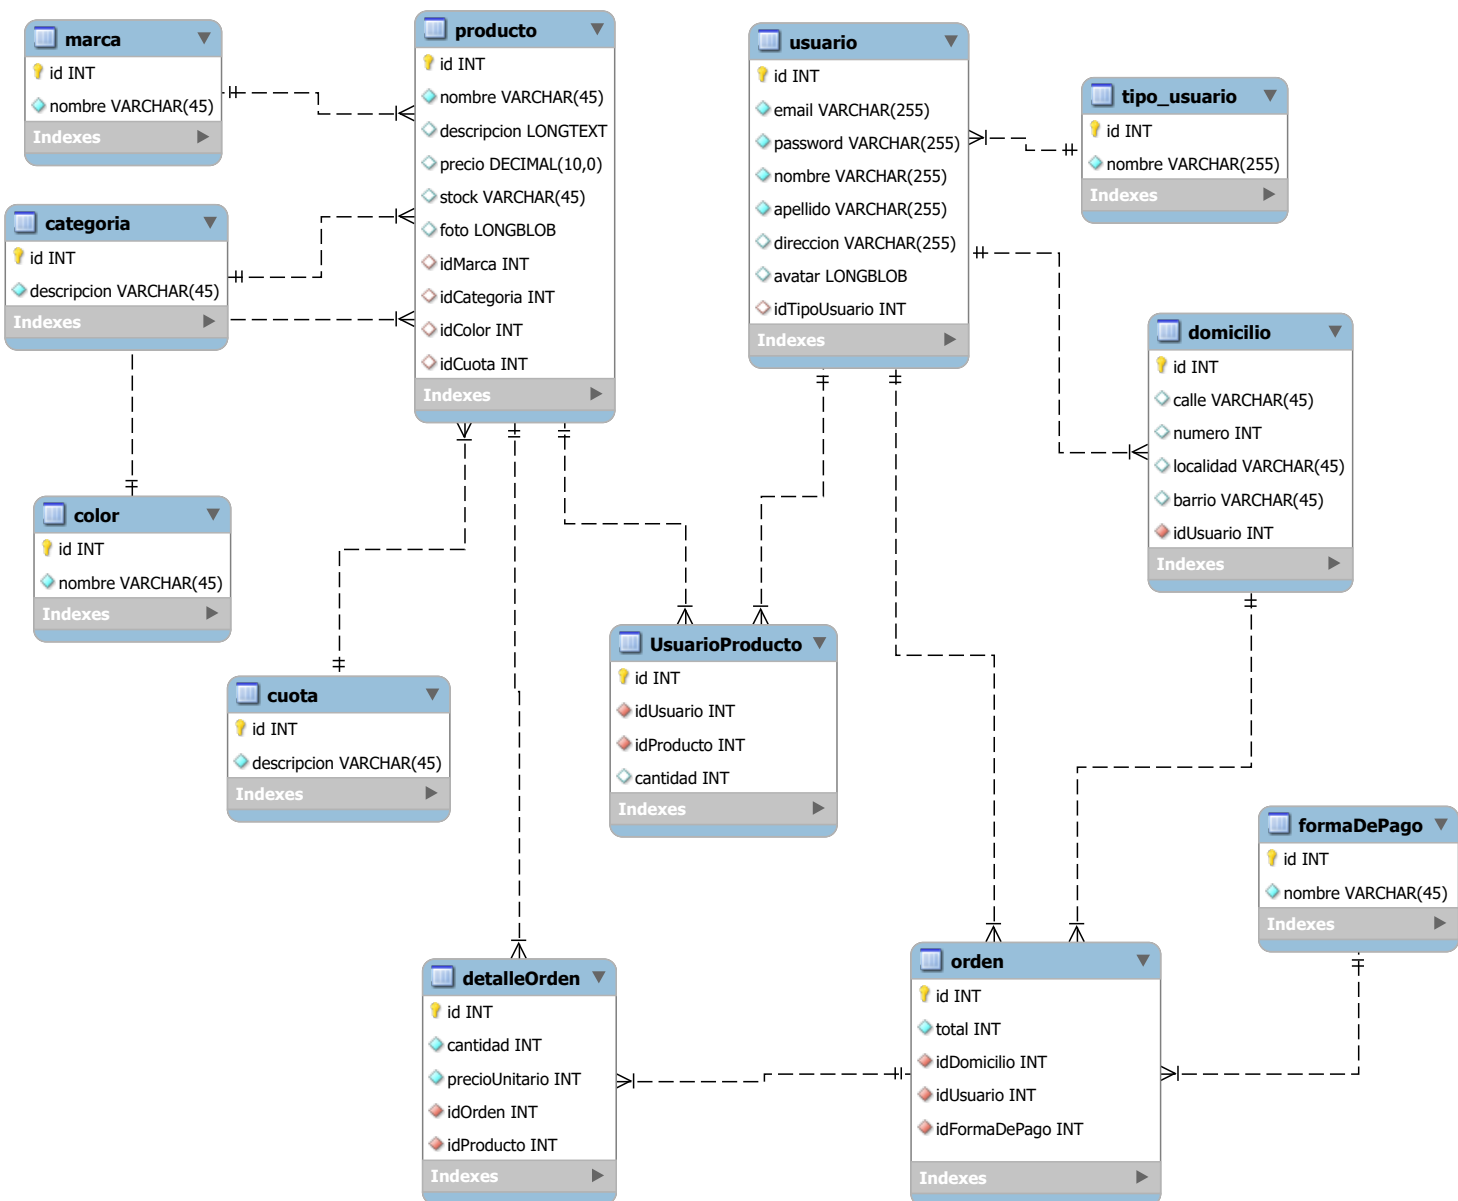 marca
id INT
nombre VARCHAR(45)
Indexes
producto
id INT
nombre VARCHAR(45)
descripcion LONGTEXT
precio DECIMAL(10,0)
stock VARCHAR(45)
foto LONGBLOB
idMarca INT
idCategoria INT
idColor INT
idCuota INT
Indexes
usuario
id INT
email VARCHAR(255)
password VARCHAR(255)
nombre VARCHAR(255)
apellido VARCHAR(255)
direccion VARCHAR(255)
avatar LONGBLOB
idTipoUsuario INT
Indexes
tipo_usuario
id INT
nombre VARCHAR(255)
Indexes
categoria
id INT
descripcion VARCHAR(45)
Indexes
domicilio
id INT
calle VARCHAR(45)
numero INT
localidad VARCHAR(45)
barrio VARCHAR(45)
idUsuario INT
Indexes
color
id INT
nombre VARCHAR(45)
Indexes
cuota
id INT
descripcion VARCHAR(45)
Indexes
UsuarioProducto
id INT
idUsuario INT
idProducto INT
cantidad INT
Indexes
formaDePago
id INT
nombre VARCHAR(45)
Indexes
detalleOrden
id INT
cantidad INT
precioUnitario INT
idOrden INT
idProducto INT
Indexes
orden
id INT
total INT
idDomicilio INT
idUsuario INT
idFormaDePago INT
Indexes